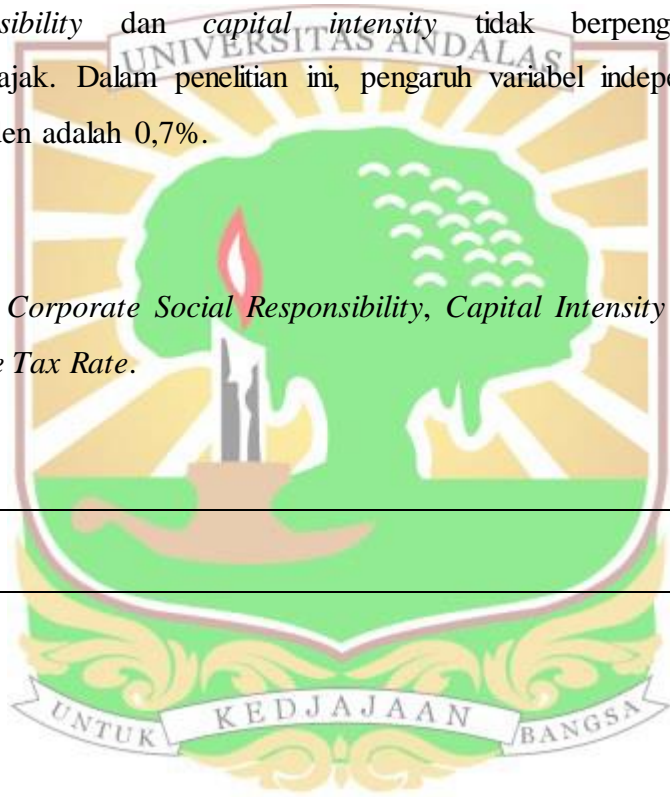 sibility dan capital intensity tidak berpeng
UNIVERSITAS ANDALAS
ajak. Dalam penelitian ini, pengaruh variabel indepe
en adalah 0,7%.
Corporate Social Responsibility, Capital Intensity
e Tax Rate.
UNTUK KEDJAJAAN BANGSA